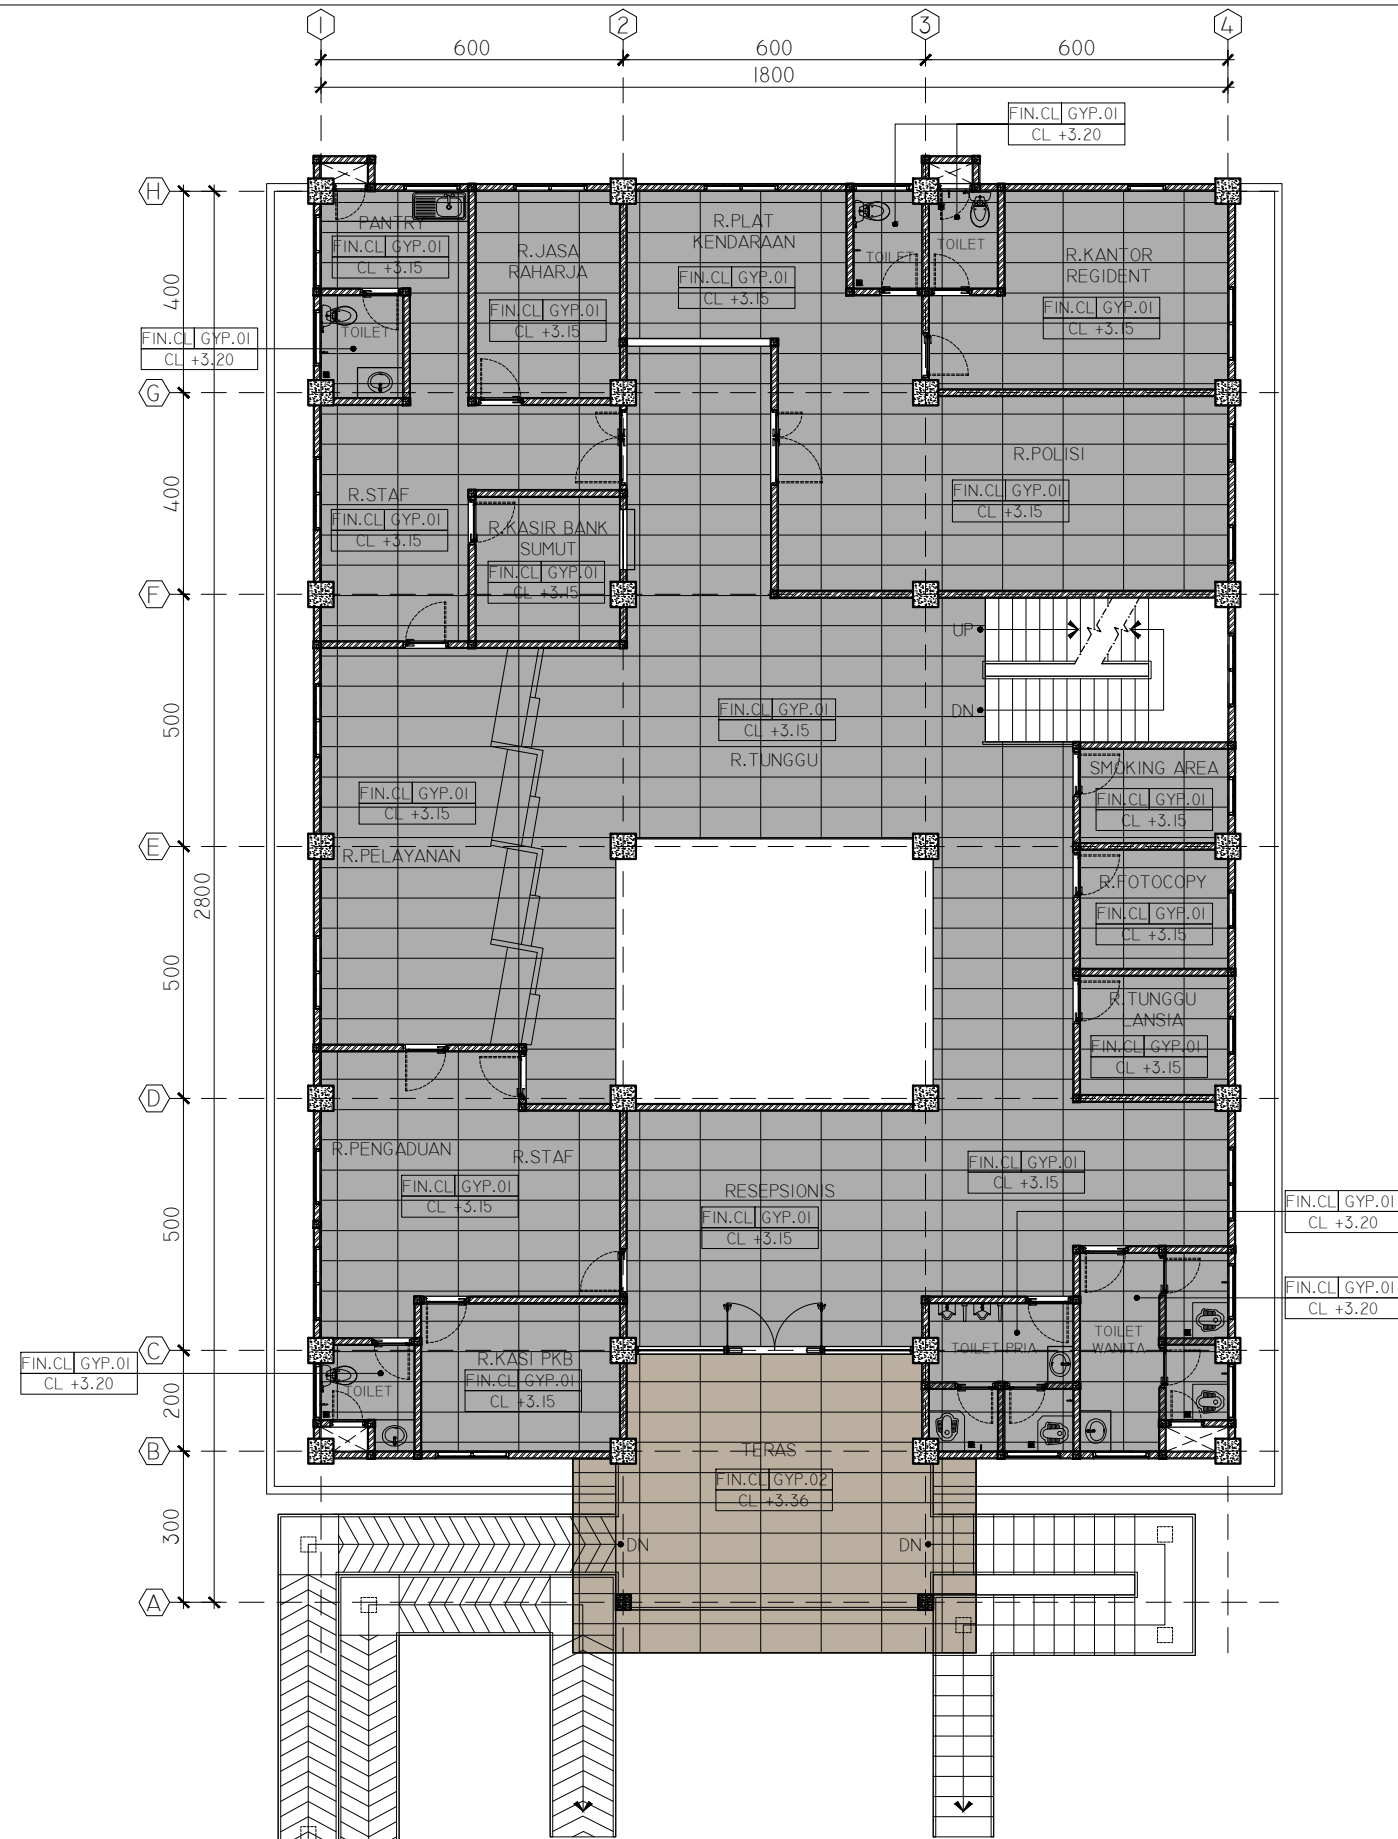 1 2 3 4
600 600 600
1800
FIN.CL GYP.01
CL +3.20
H
PANTRY
FIN.CL GYP.01
CL +3.15
R.JASA
RAHARJA
FIN.CL GYP.01
CL +3.15
R.PLAT
KENDARAAN
FIN.CL GYP.01
CL +3.15
TOILET
TOILET
R.KANTOR
REGIDENT
FIN.CL GYP.01
CL +3.15
400
TOILET
FIN.CL GYP.01
CL +3.20
G
R.POLISI
FIN.CL GYP.01
CL +3.15
400
R.STAF
FIN.CL GYP.01
CL +3.15
R.KASIR BANK
SUMUT
FIN.CL GYP.01
CL +3.15
F
UP
DN
500
FIN.CL GYP.01
CL +3.15
R.TUNGGU
SMOKING AREA
FIN.CL GYP.01
CL +3.15
FIN.CL GYP.01
CL +3.15
R.PELAYANAN
E
2800
R.FOTOCOPY
FIN.CL GYP.01
CL +3.15
500
R.TUNGGU
LANSIA
FIN.CL GYP.01
CL +3.15
D
R.PENGADUAN
R.STAF
FIN.CL GYP.01
CL +3.15
500
RESEPSIONIS
FIN.CL GYP.01
CL +3.15
FIN.CL GYP.01
CL +3.15
FIN.CL GYP.01
CL +3.20
FIN.CL GYP.01
CL +3.20
TOILET PRIA
TOILET
WANITA
C
R.KASI PKB
FIN.CL GYP.01
CL +3.15
FIN.CL GYP.01
CL +3.20
TOILET
200
B
TERAS
FIN.CL GYP.02
CL +3.36
300
DN
DN
A